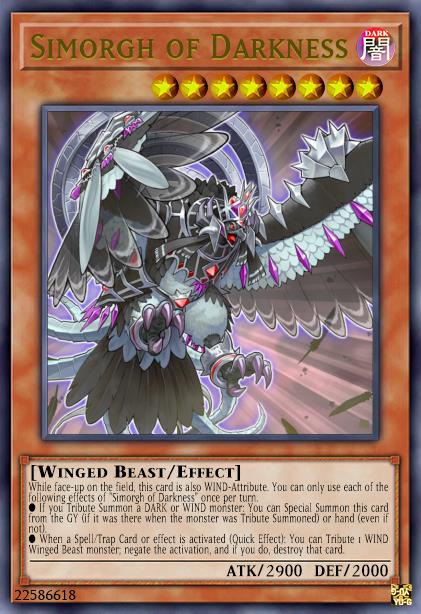 SIMORGH OF DARKNESS
DARK
闇
[WINGED BEAST/EFFECT]
While face-up on the field, this card is also WIND-Attribute. You can only use each of the
following effects of "Simorgh of Darkness" once per turn.
● If you Tribute Summon a DARK or WIND monster: You can Special Summon this card
from the GY (if it was there when the monster was Tribute Summoned) or hand (even if
not).
● When a Spell/Trap Card or effect is activated (Quick Effect): You can Tribute 1 WIND
Winged Beast monster; negate the activation, and if you do, destroy that card.
ATK/2900 DEF/2000
22586618